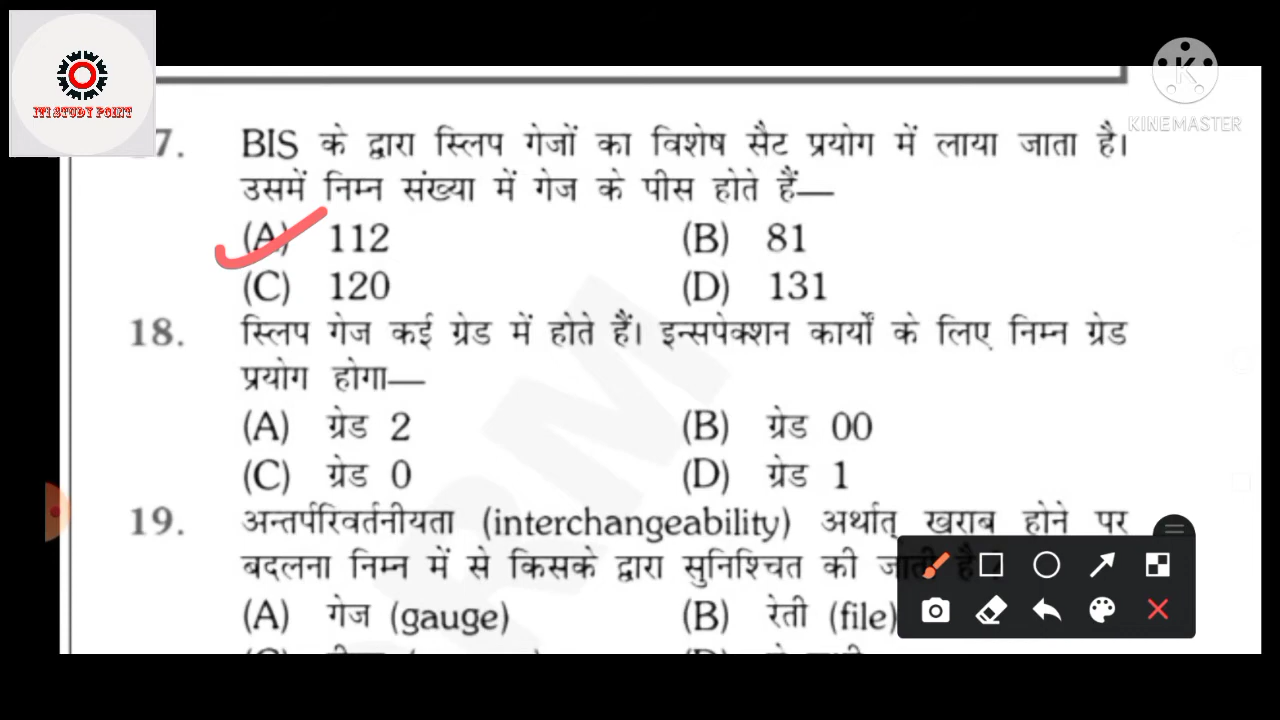 ITI STUDY POINT
KINEMASTER
7. BIS के द्वारा स्लिप गेजों का विशेष सैट प्रयोग में लाया जाता है।
उसमें निम्न संख्या में गेज के पीस होते हैं—
(A) 112 (B) 81
(C) 120 (D) 131
18. स्लिप गेज कई ग्रेड में होते हैं। इन्सपेक्शन कार्यों के लिए निम्न ग्रेड
प्रयोग होगा—
(A) ग्रेड 2 (B) ग्रेड 00
(C) ग्रेड 0 (D) ग्रेड 1
19. अन्तर्परिवर्तनीयता (interchangeability) अर्थात् खराब होने पर
बदलना निम्न में से किसके द्वारा सुनिश्चित की जाती है
(A) गेज (gauge) (B) रेती (file)